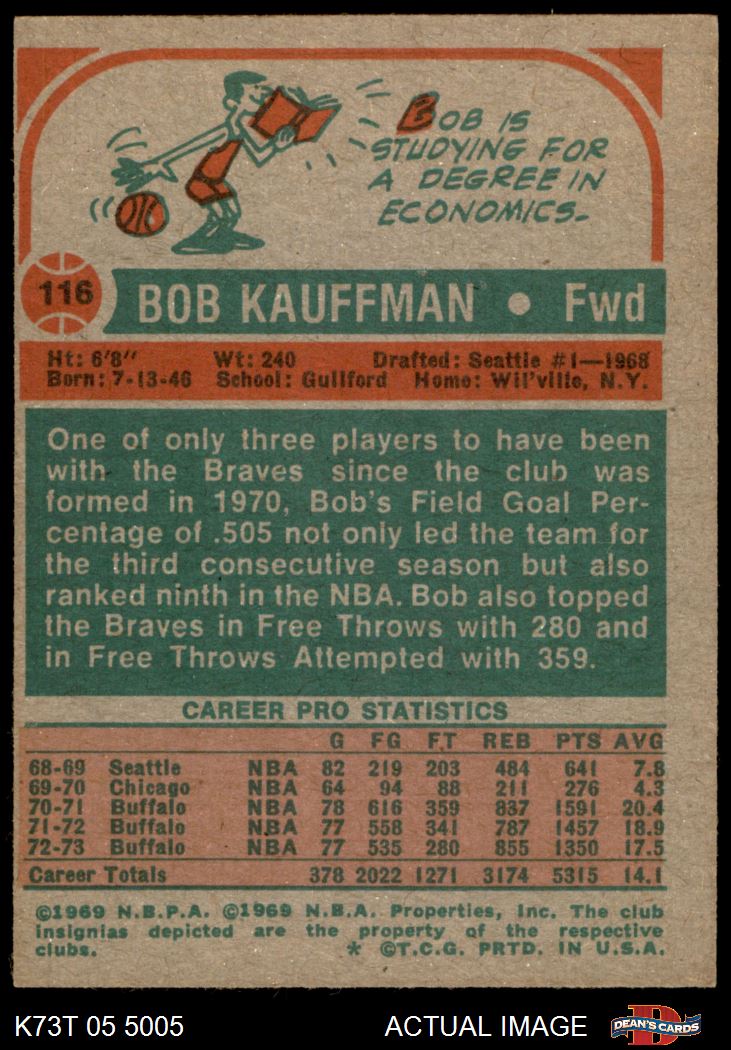 BOB IS
STUDYING FOR
A DEGREE IN
ECONOMICS.
116 BOB KAUFFMAN • Fwd
Ht: 6'8" Wt: 240 Drafted: Seattle #1—1968
Born: 7-13-46 School: Guilford Home: Wil'ville, N.Y.
One of only three players to have been
with the Braves since the club was
formed in 1970, Bob's Field Goal Per-
centage of .505 not only led the team for
the third consecutive season but also
ranked ninth in the NBA. Bob also topped
the Braves in Free Throws with 280 and
in Free Throws Attempted with 359.
CAREER PRO STATISTICS
G FG FT REB PTS AVG
68-69 Seattle NBA 82 219 203 484 641 7.8
69-70 Chicago NBA 64 94 88 211 276 4.3
70-71 Buffalo NBA 78 616 359 837 1591 20.4
71-72 Buffalo NBA 77 558 341 787 1457 18.9
72-73 Buffalo NBA 77 535 280 855 1350 17.5
Career Totals 378 2022 1271 3174 5315 14.1
©1969 N.B.P.A. ©1969 N.B.A. Properties, Inc. The club
insignias depicted are the property of the respective
clubs. * ©T.C.G. PRTD. IN U.S.A.
K73T 05 5005 ACTUAL IMAGE DEAN'S CARDS